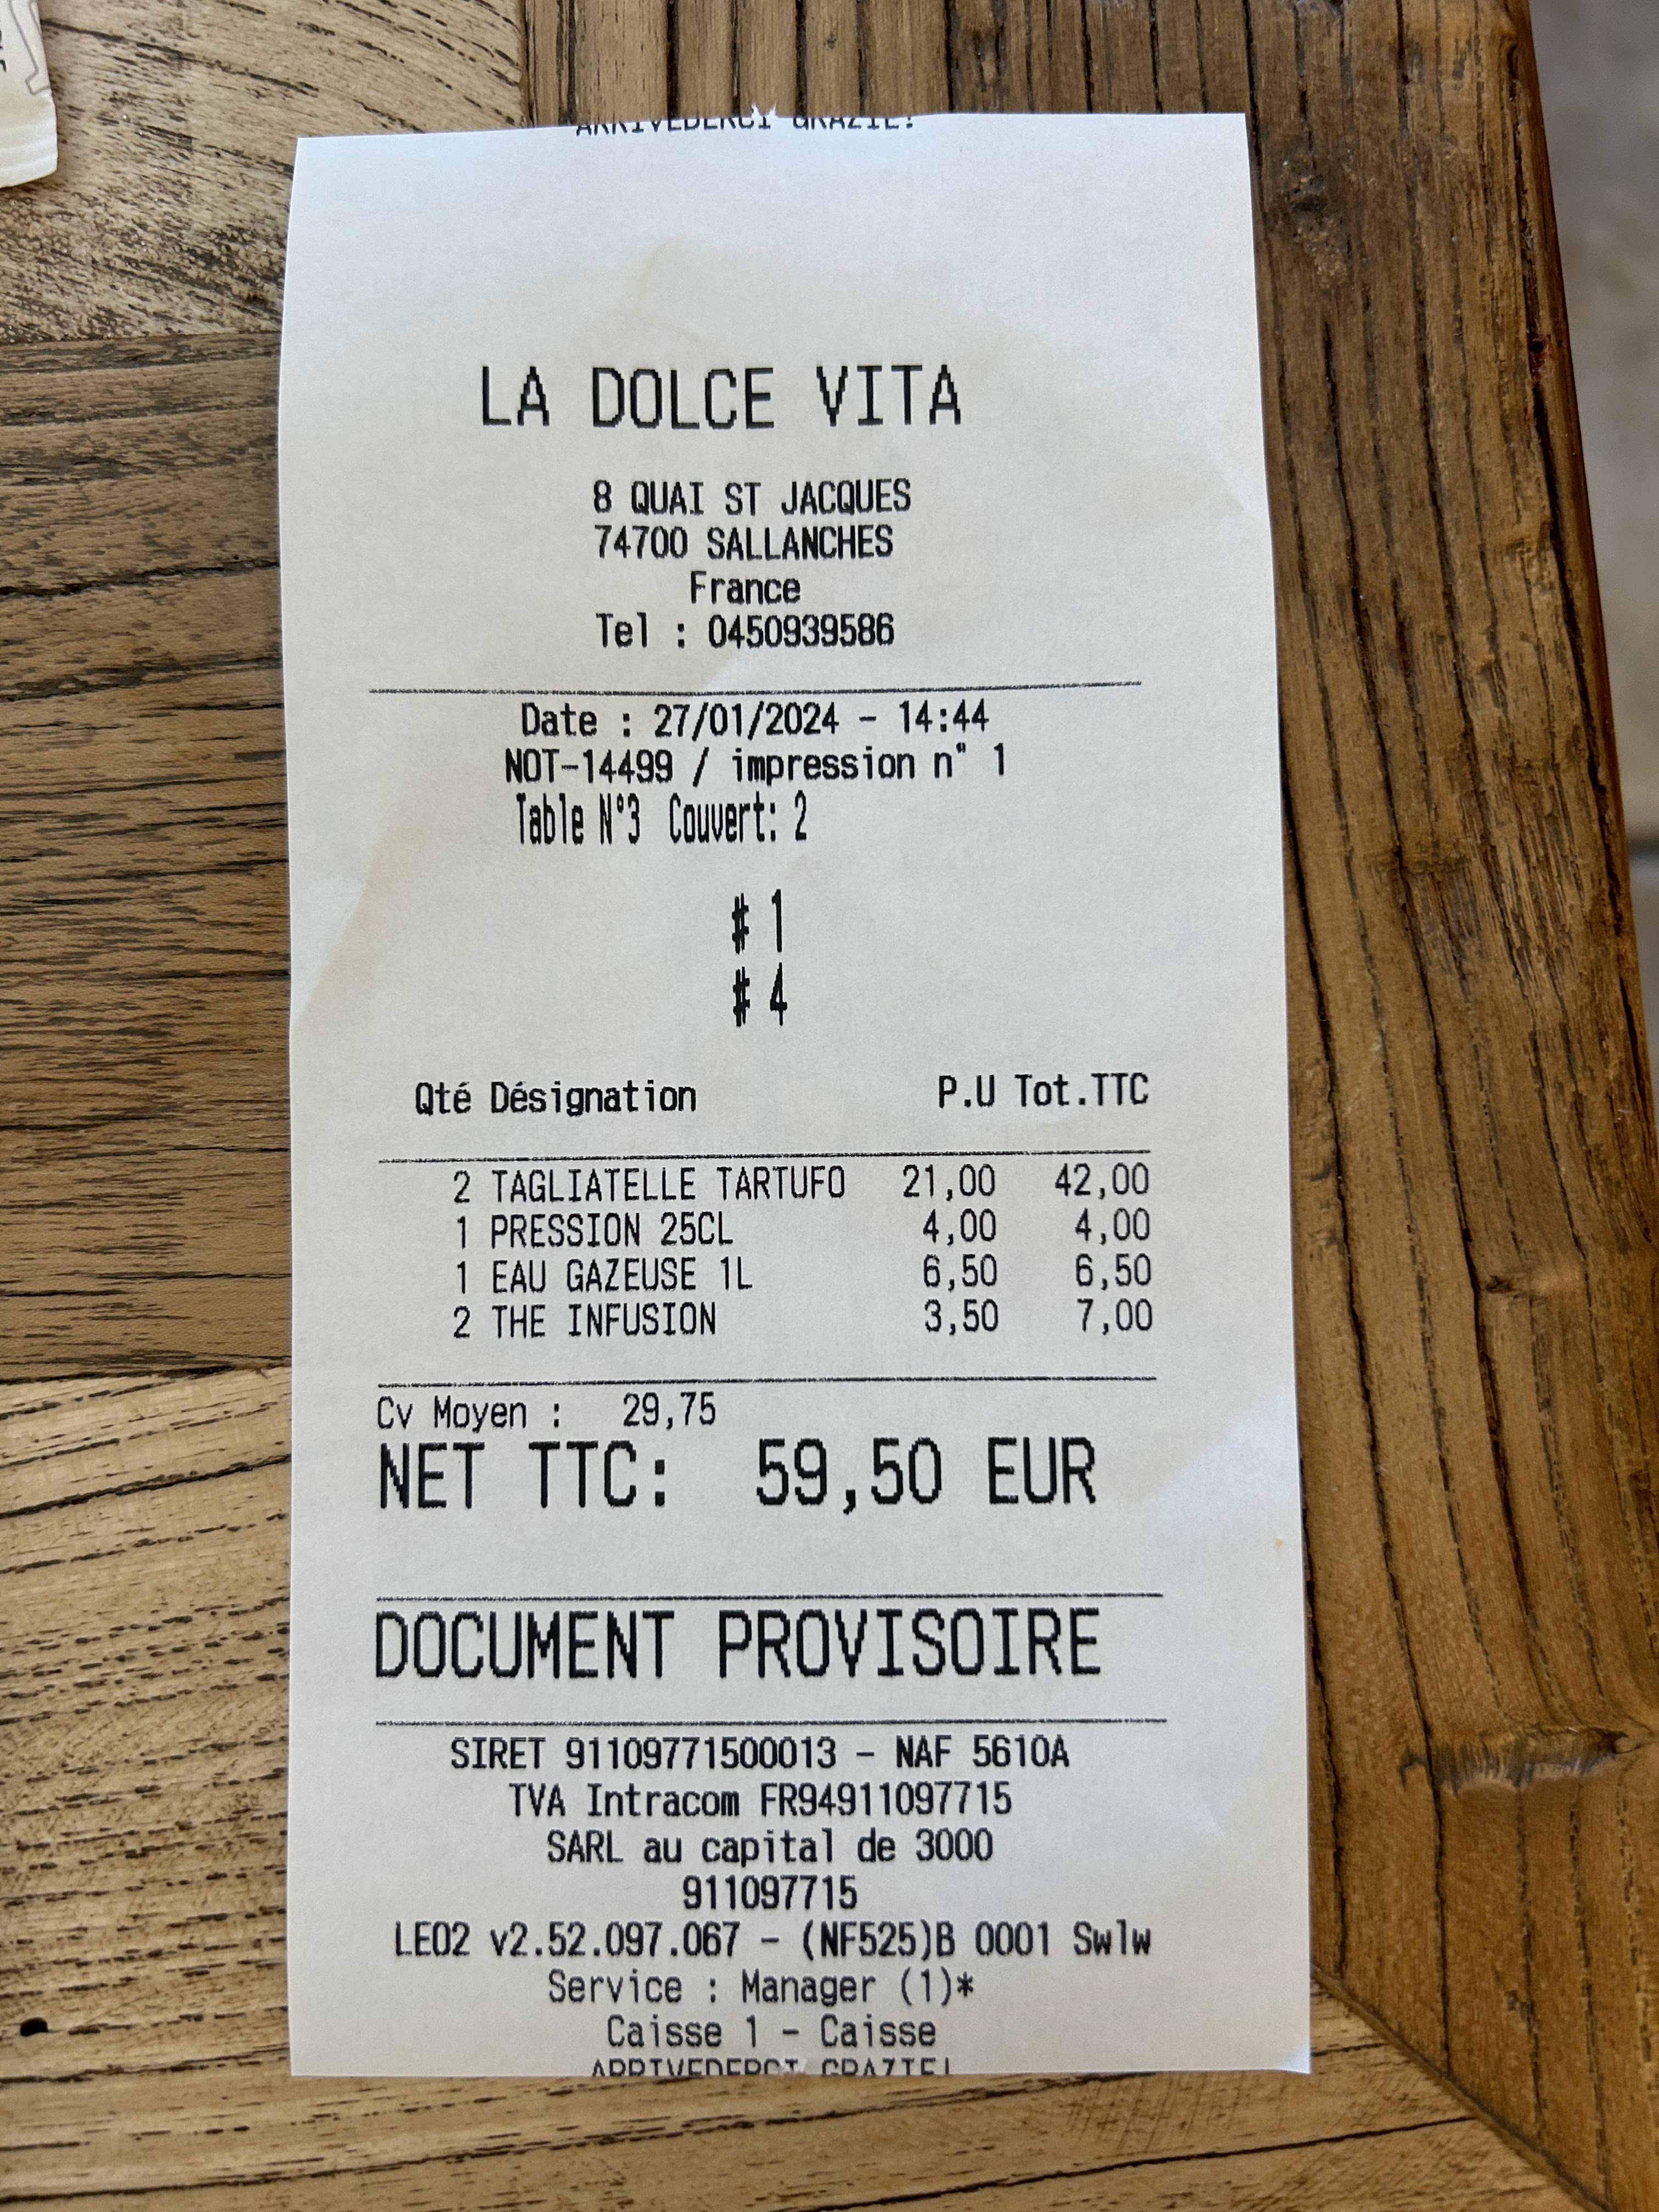 ARRIVEDERCI GRAZIE!
LA DOLCE VITA
8 QUAI ST JACQUES
74700 SALLANCHES
France
Tel : 0450939586
Date : 27/01/2024 - 14:44
NOT-14499 / impression n° 1
Table N°3 Couvert: 2
# 1
# 4
Qté Désignation P.U Tot.TTC
2 TAGLIATELLE TARTUFO 21,00 42,00
1 PRESSION 25CL 4,00 4,00
1 EAU GAZEUSE 1L 6,50 6,50
2 THE INFUSION 3,50 7,00
Cv Moyen : 29,75
NET TTC: 59,50 EUR
DOCUMENT PROVISOIRE
SIRET 91109771500013 - NAF 5610A
TVA Intracom FR94911097715
SARL au capital de 3000
911097715
LEO2 v2.52.097.067 - (NF525)B 0001 Swlw
Service : Manager (1)*
Caisse 1 - Caisse
ARRIVEDERCI GRAZIE!